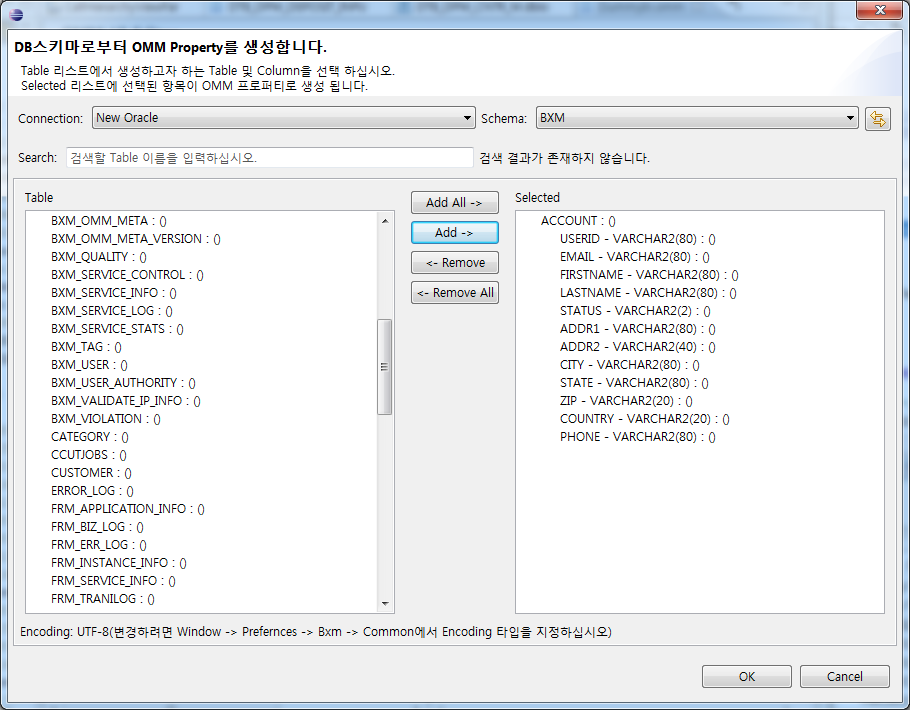 DB스키마로부터 OMM Property를 생성합니다.
Table 리스트에서 생성하고자 하는 Table 및 Column을 선택 하십시오.
Selected 리스트에 선택된 항목이 OMM 프로퍼티로 생성 됩니다.
Connection: New Oracle Schema: BXM
Search: 검색할 Table 이름을 입력하십시오. 검색 결과가 존재하지 않습니다.
Table
BXM_OMM_META : ()
BXM_OMM_META_VERSION : ()
BXM_QUALITY : ()
BXM_SERVICE_CONTROL : ()
BXM_SERVICE_INFO : ()
BXM_SERVICE_LOG : ()
BXM_SERVICE_STATS : ()
BXM_TAG : ()
BXM_USER : ()
BXM_USER_AUTHORITY : ()
BXM_VALIDATE_IP_INFO : ()
BXM_VIOLATION : ()
CATEGORY : ()
CCUTJOBS : ()
CUSTOMER : ()
ERROR_LOG : ()
FRM_APPLICATION_INFO : ()
FRM_BIZ_LOG : ()
FRM_ERR_LOG : ()
FRM_INSTANCE_INFO : ()
FRM_SERVICE_INFO : ()
FRM_TRANILOG : ()
Add All ->
Add ->
<- Remove
<- Remove All
Selected
ACCOUNT : ()
USERID - VARCHAR2(80) : ()
EMAIL - VARCHAR2(80) : ()
FIRSTNAME - VARCHAR2(80) : ()
LASTNAME - VARCHAR2(80) : ()
STATUS - VARCHAR2(2) : ()
ADDR1 - VARCHAR2(80) : ()
ADDR2 - VARCHAR2(40) : ()
CITY - VARCHAR2(80) : ()
STATE - VARCHAR2(80) : ()
ZIP - VARCHAR2(20) : ()
COUNTRY - VARCHAR2(20) : ()
PHONE - VARCHAR2(80) : ()
Encoding: UTF-8(변경하려면 Window -> Prefernces -> Bxm -> Common에서 Encoding 타입을 지정하십시오)
OK Cancel